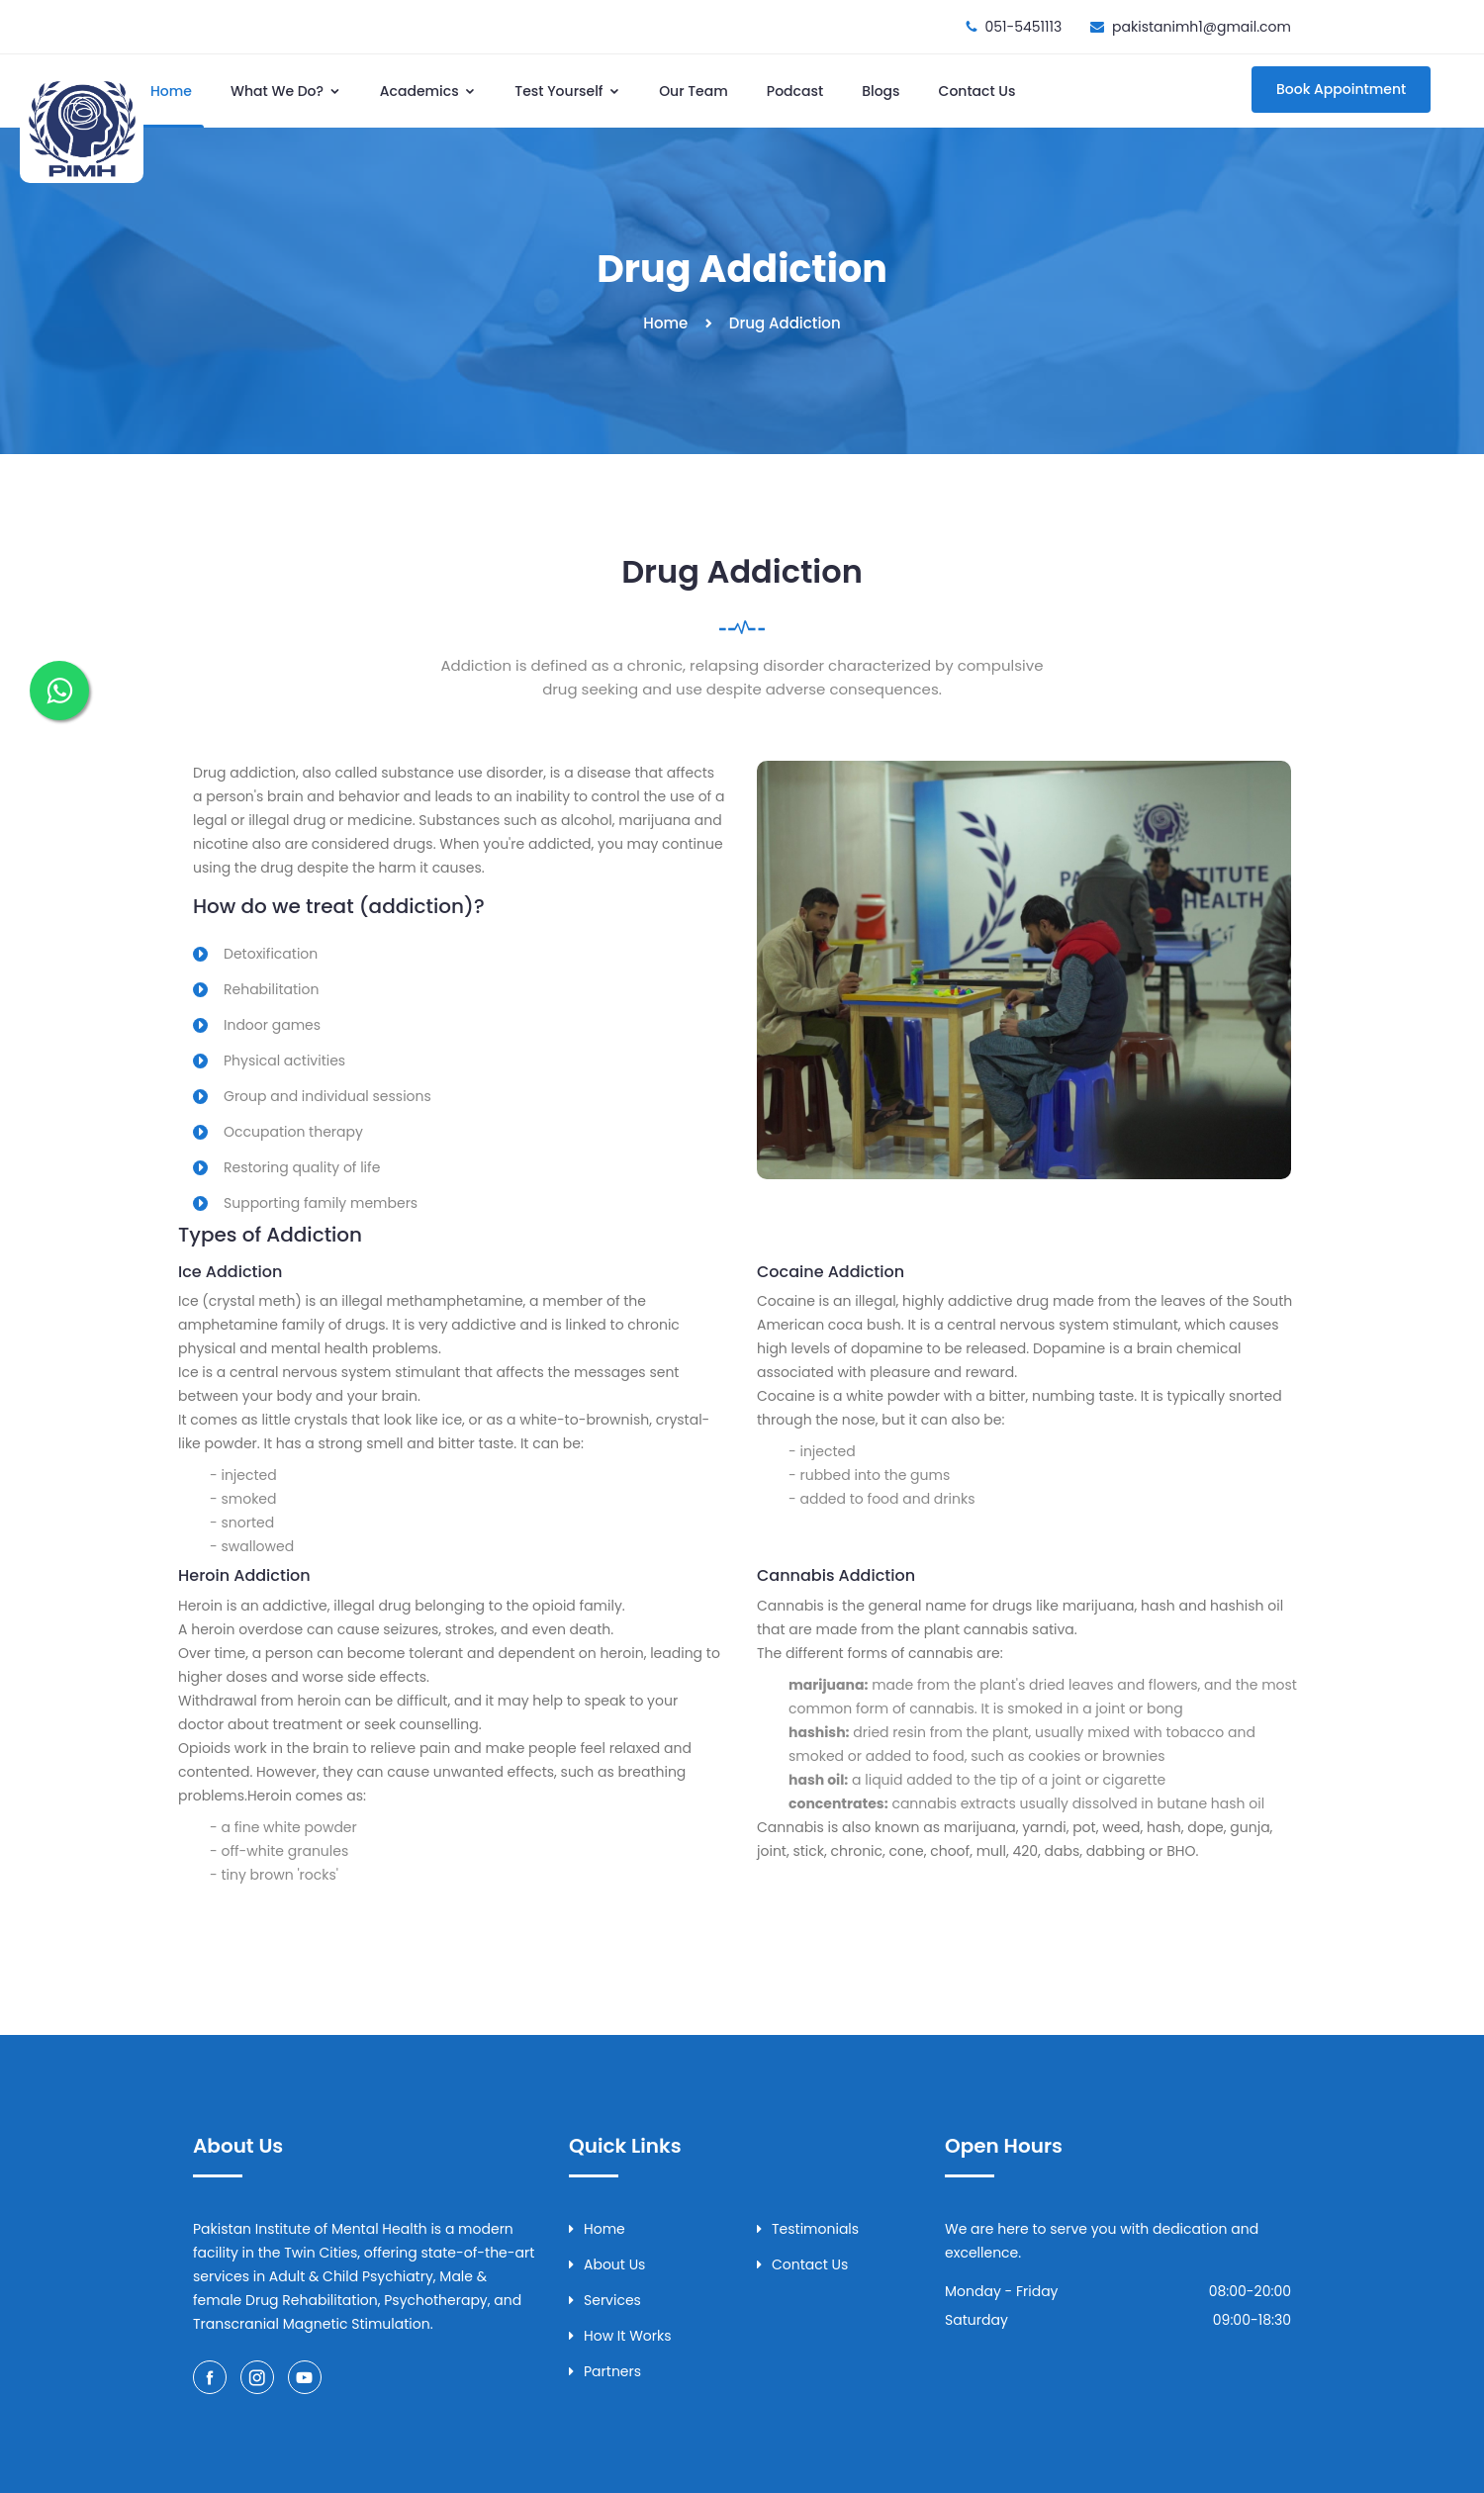 051-5451113 pakistanimh1@gmail.com
Home What We Do? Academics Test Yourself Our Team Podcast Blogs Contact Us Book Appointment
PIMH
Drug Addiction
Home Drug Addiction
Drug Addiction
Addiction is defined as a chronic, relapsing disorder characterized by compulsive
drug seeking and use despite adverse consequences.
Drug addiction, also called substance use disorder, is a disease that affects
a person's brain and behavior and leads to an inability to control the use of a
legal or illegal drug or medicine. Substances such as alcohol, marijuana and
nicotine also are considered drugs. When you're addicted, you may continue
using the drug despite the harm it causes.
How do we treat (addiction)?
Detoxification
Rehabilitation
Indoor games
Physical activities
Group and individual sessions
Occupation therapy
Restoring quality of life
Supporting family members
Types of Addiction
Ice Addiction
Ice (crystal meth) is an illegal methamphetamine, a member of the
amphetamine family of drugs. It is very addictive and is linked to chronic
physical and mental health problems.
Ice is a central nervous system stimulant that affects the messages sent
between your body and your brain.
It comes as little crystals that look like ice, or as a white-to-brownish, crystal-
like powder. It has a strong smell and bitter taste. It can be:
- injected
- smoked
- snorted
- swallowed
Cocaine Addiction
Cocaine is an illegal, highly addictive drug made from the leaves of the South
American coca bush. It is a central nervous system stimulant, which causes
high levels of dopamine to be released. Dopamine is a brain chemical
associated with pleasure and reward.
Cocaine is a white powder with a bitter, numbing taste. It is typically snorted
through the nose, but it can also be:
- injected
- rubbed into the gums
- added to food and drinks
Heroin Addiction
Heroin is an addictive, illegal drug belonging to the opioid family.
A heroin overdose can cause seizures, strokes, and even death.
Over time, a person can become tolerant and dependent on heroin, leading to
higher doses and worse side effects.
Withdrawal from heroin can be difficult, and it may help to speak to your
doctor about treatment or seek counselling.
Opioids work in the brain to relieve pain and make people feel relaxed and
contented. However, they can cause unwanted effects, such as breathing
problems.Heroin comes as:
- a fine white powder
- off-white granules
- tiny brown 'rocks'
Cannabis Addiction
Cannabis is the general name for drugs like marijuana, hash and hashish oil
that are made from the plant cannabis sativa.
The different forms of cannabis are:
marijuana: made from the plant's dried leaves and flowers, and the most
common form of cannabis. It is smoked in a joint or bong
hashish: dried resin from the plant, usually mixed with tobacco and
smoked or added to food, such as cookies or brownies
hash oil: a liquid added to the tip of a joint or cigarette
concentrates: cannabis extracts usually dissolved in butane hash oil
Cannabis is also known as marijuana, yarndi, pot, weed, hash, dope, gunja,
joint, stick, chronic, cone, choof, mull, 420, dabs, dabbing or BHO.
About Us
Pakistan Institute of Mental Health is a modern
facility in the Twin Cities, offering state-of-the-art
services in Adult & Child Psychiatry, Male &
female Drug Rehabilitation, Psychotherapy, and
Transcranial Magnetic Stimulation.
Quick Links
Home
About Us
Services
How It Works
Partners
Testimonials
Contact Us
Open Hours
We are here to serve you with dedication and
excellence.
Monday - Friday 08:00-20:00
Saturday 09:00-18:30